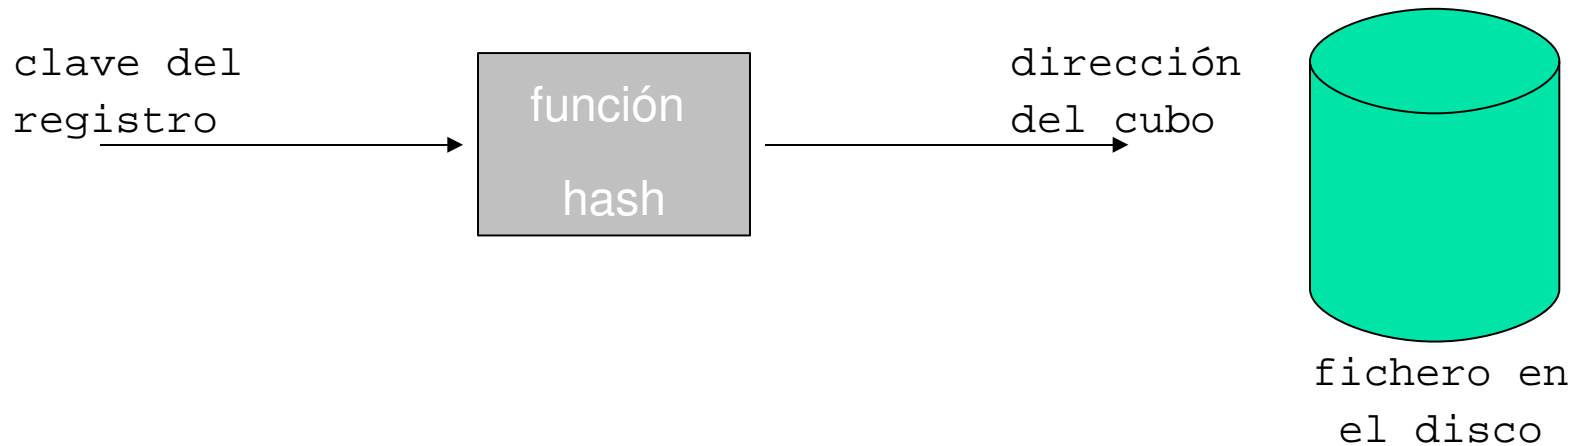 clave del
registro
función
hash
dirección
del cubo
fichero en
el disco